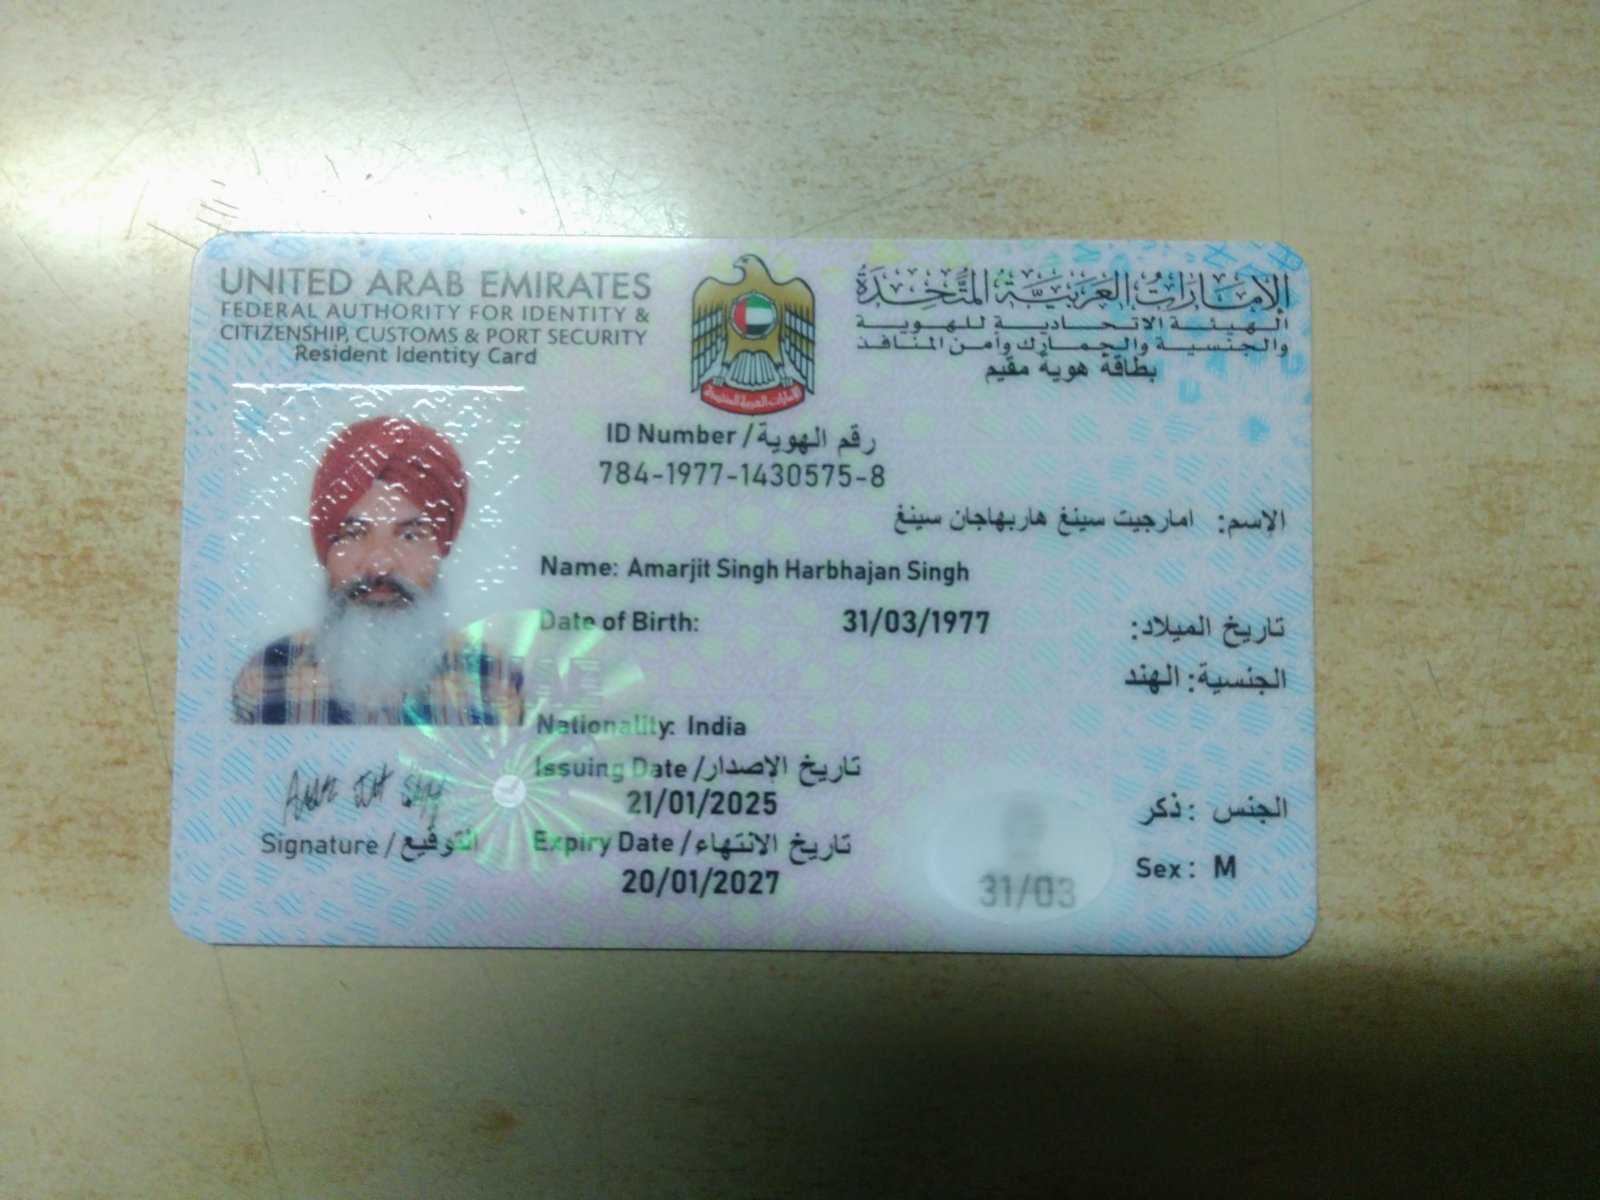 UNITED ARAB EMIRATES
FEDERAL AUTHORITY FOR IDENTITY &
CITIZENSHIP, CUSTOMS & PORT SECURITY
Resident Identity Card
الإمارات العربية المتحدة
الهيئة الاتحادية للهوية
والجنسية والجمارك وأمن المنافذ
بطاقة هوية مقيم
ID Number / رقم الهوية
784-1977-1430575-8
الإسم: امارجيت سينغ هاربهاجان سينغ
Name: Amarjit Singh Harbhajan Singh
Date of Birth: 31/03/1977 تاريخ الميلاد:
الجنسية: الهند
Nationality: India
Issuing Date / تاريخ الاصدار
21/01/2025
Expiry Date / تاريخ الانتهاء
20/01/2027
الجنس : ذكر
Sex : M
31/03
Signature / التوقيع